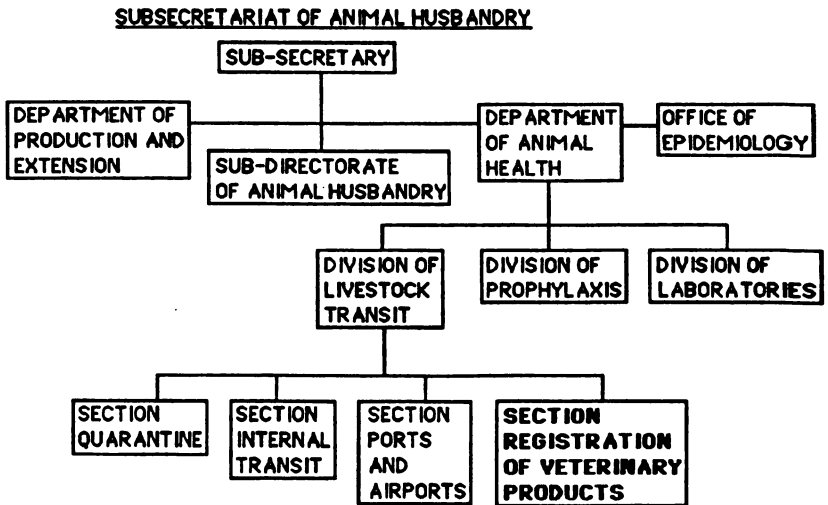 SUBSECRETARIAT OF ANIMAL HUSBANDRY
SUB-SECRETARY
DEPARTMENT OF
PRODUCTION AND
EXTENSION
SUB-DIRECTORATE
OF ANIMAL HUSBANDRY
DEPARTMENT
OF ANIMAL
HEALTH
OFFICE OF
EPIDEMIOLOGY
DIVISION OF
LIVESTOCK
TRANSIT
DIVISION OF
PROPHYLAXIS
DIVISION OF
LABORATORIES
SECTION
QUARANTINE
SECTION
INTERNAL
TRANSIT
SECTION
PORTS
AND
AIRPORTS
SECTION
REGISTRATION
OF VETERINARY
PRODUCTS